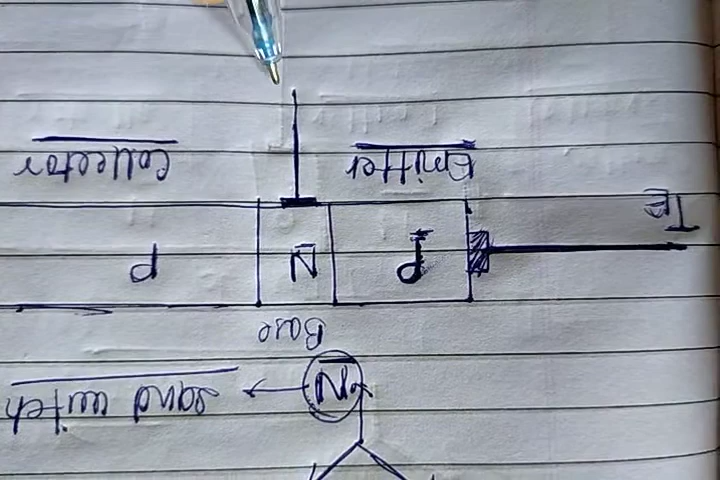 N → sand witch
Base
P N P
IE
Emitter Collector